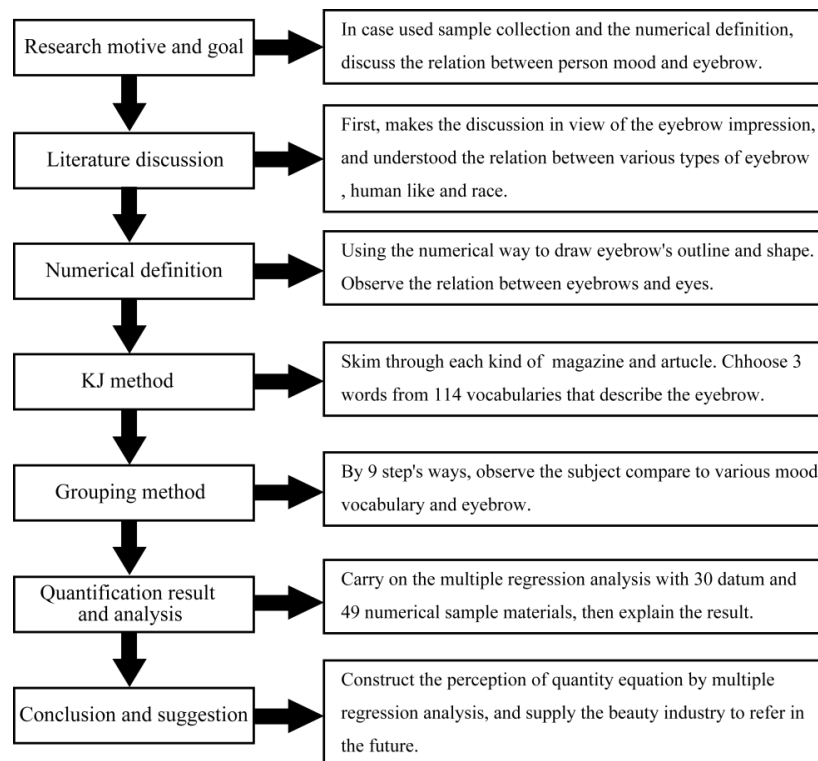 Research motive and goal
In case used sample collection and the numerical definition,
discuss the relation between person mood and eyebrow.
Literature discussion
First, makes the discussion in view of the eyebrow impression,
and understood the relation between various types of eyebrow
, human like and race.
Numerical definition
Using the numerical way to draw eyebrow's outline and shape.
Observe the relation between eyebrows and eyes.
KJ method
Skim through each kind of magazine and artucle. Chhoose 3
words from 114 vocabularies that describe the eyebrow.
Grouping method
By 9 step's ways, observe the subject compare to various mood
vocabulary and eyebrow.
Quantification result
and analysis
Carry on the multiple regression analysis with 30 datum and
49 numerical sample materials, then explain the result.
Conclusion and suggestion
Construct the perception of quantity equation by multiple
regression analysis, and supply the beauty industry to refer in
the future.